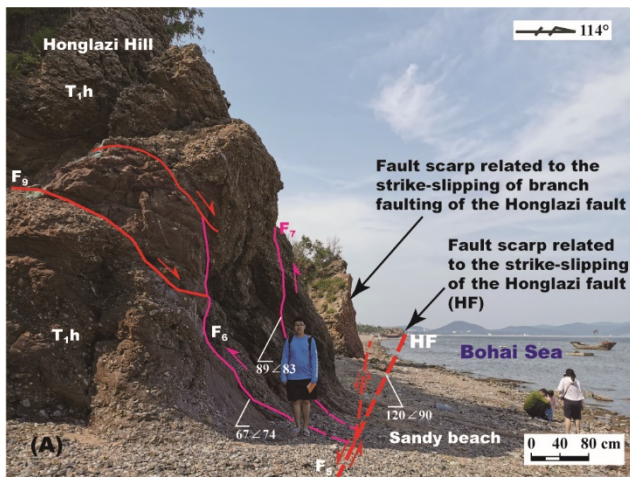 Honglazi Hill
114°
T₁h
Fault scarp related to the
strike-slipping of branch
faulting of the Honglazi fault
F₉
F₇
Fault scarp related
to the strike-slipping
of the Honglazi fault
(HF)
HF
Bohai Sea
T₁h
F₆
89∠83
120∠90
67∠74
(A)
Sandy beach
0 40 80 cm
F₅